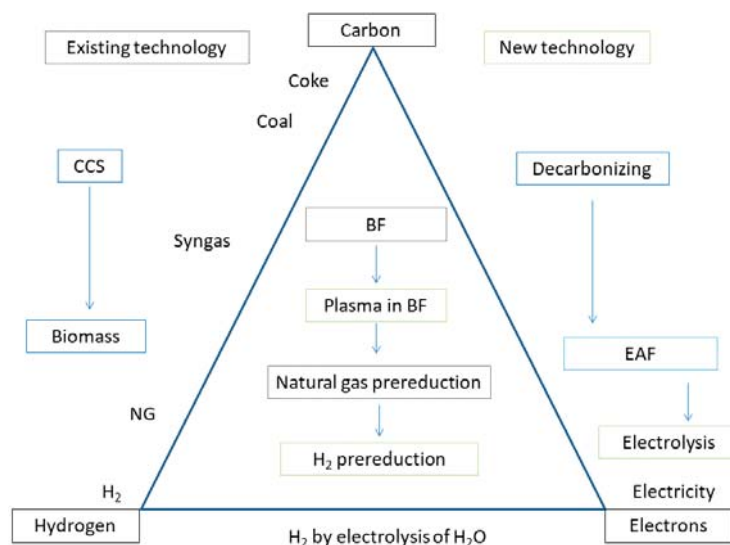 Existing technology
Carbon
New technology
Coke
Coal
CCS
Decarbonizing
BF
Syngas
Plasma in BF
Biomass
EAF
Natural gas prereduction
NG
Electrolysis
H₂ prereduction
H₂
Electricity
Hydrogen
Electrons
H₂ by electrolysis of H₂O